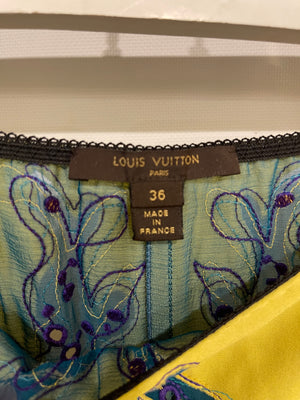 LOUIS VUITTON
PARIS
36
MADE IN
FRANCE